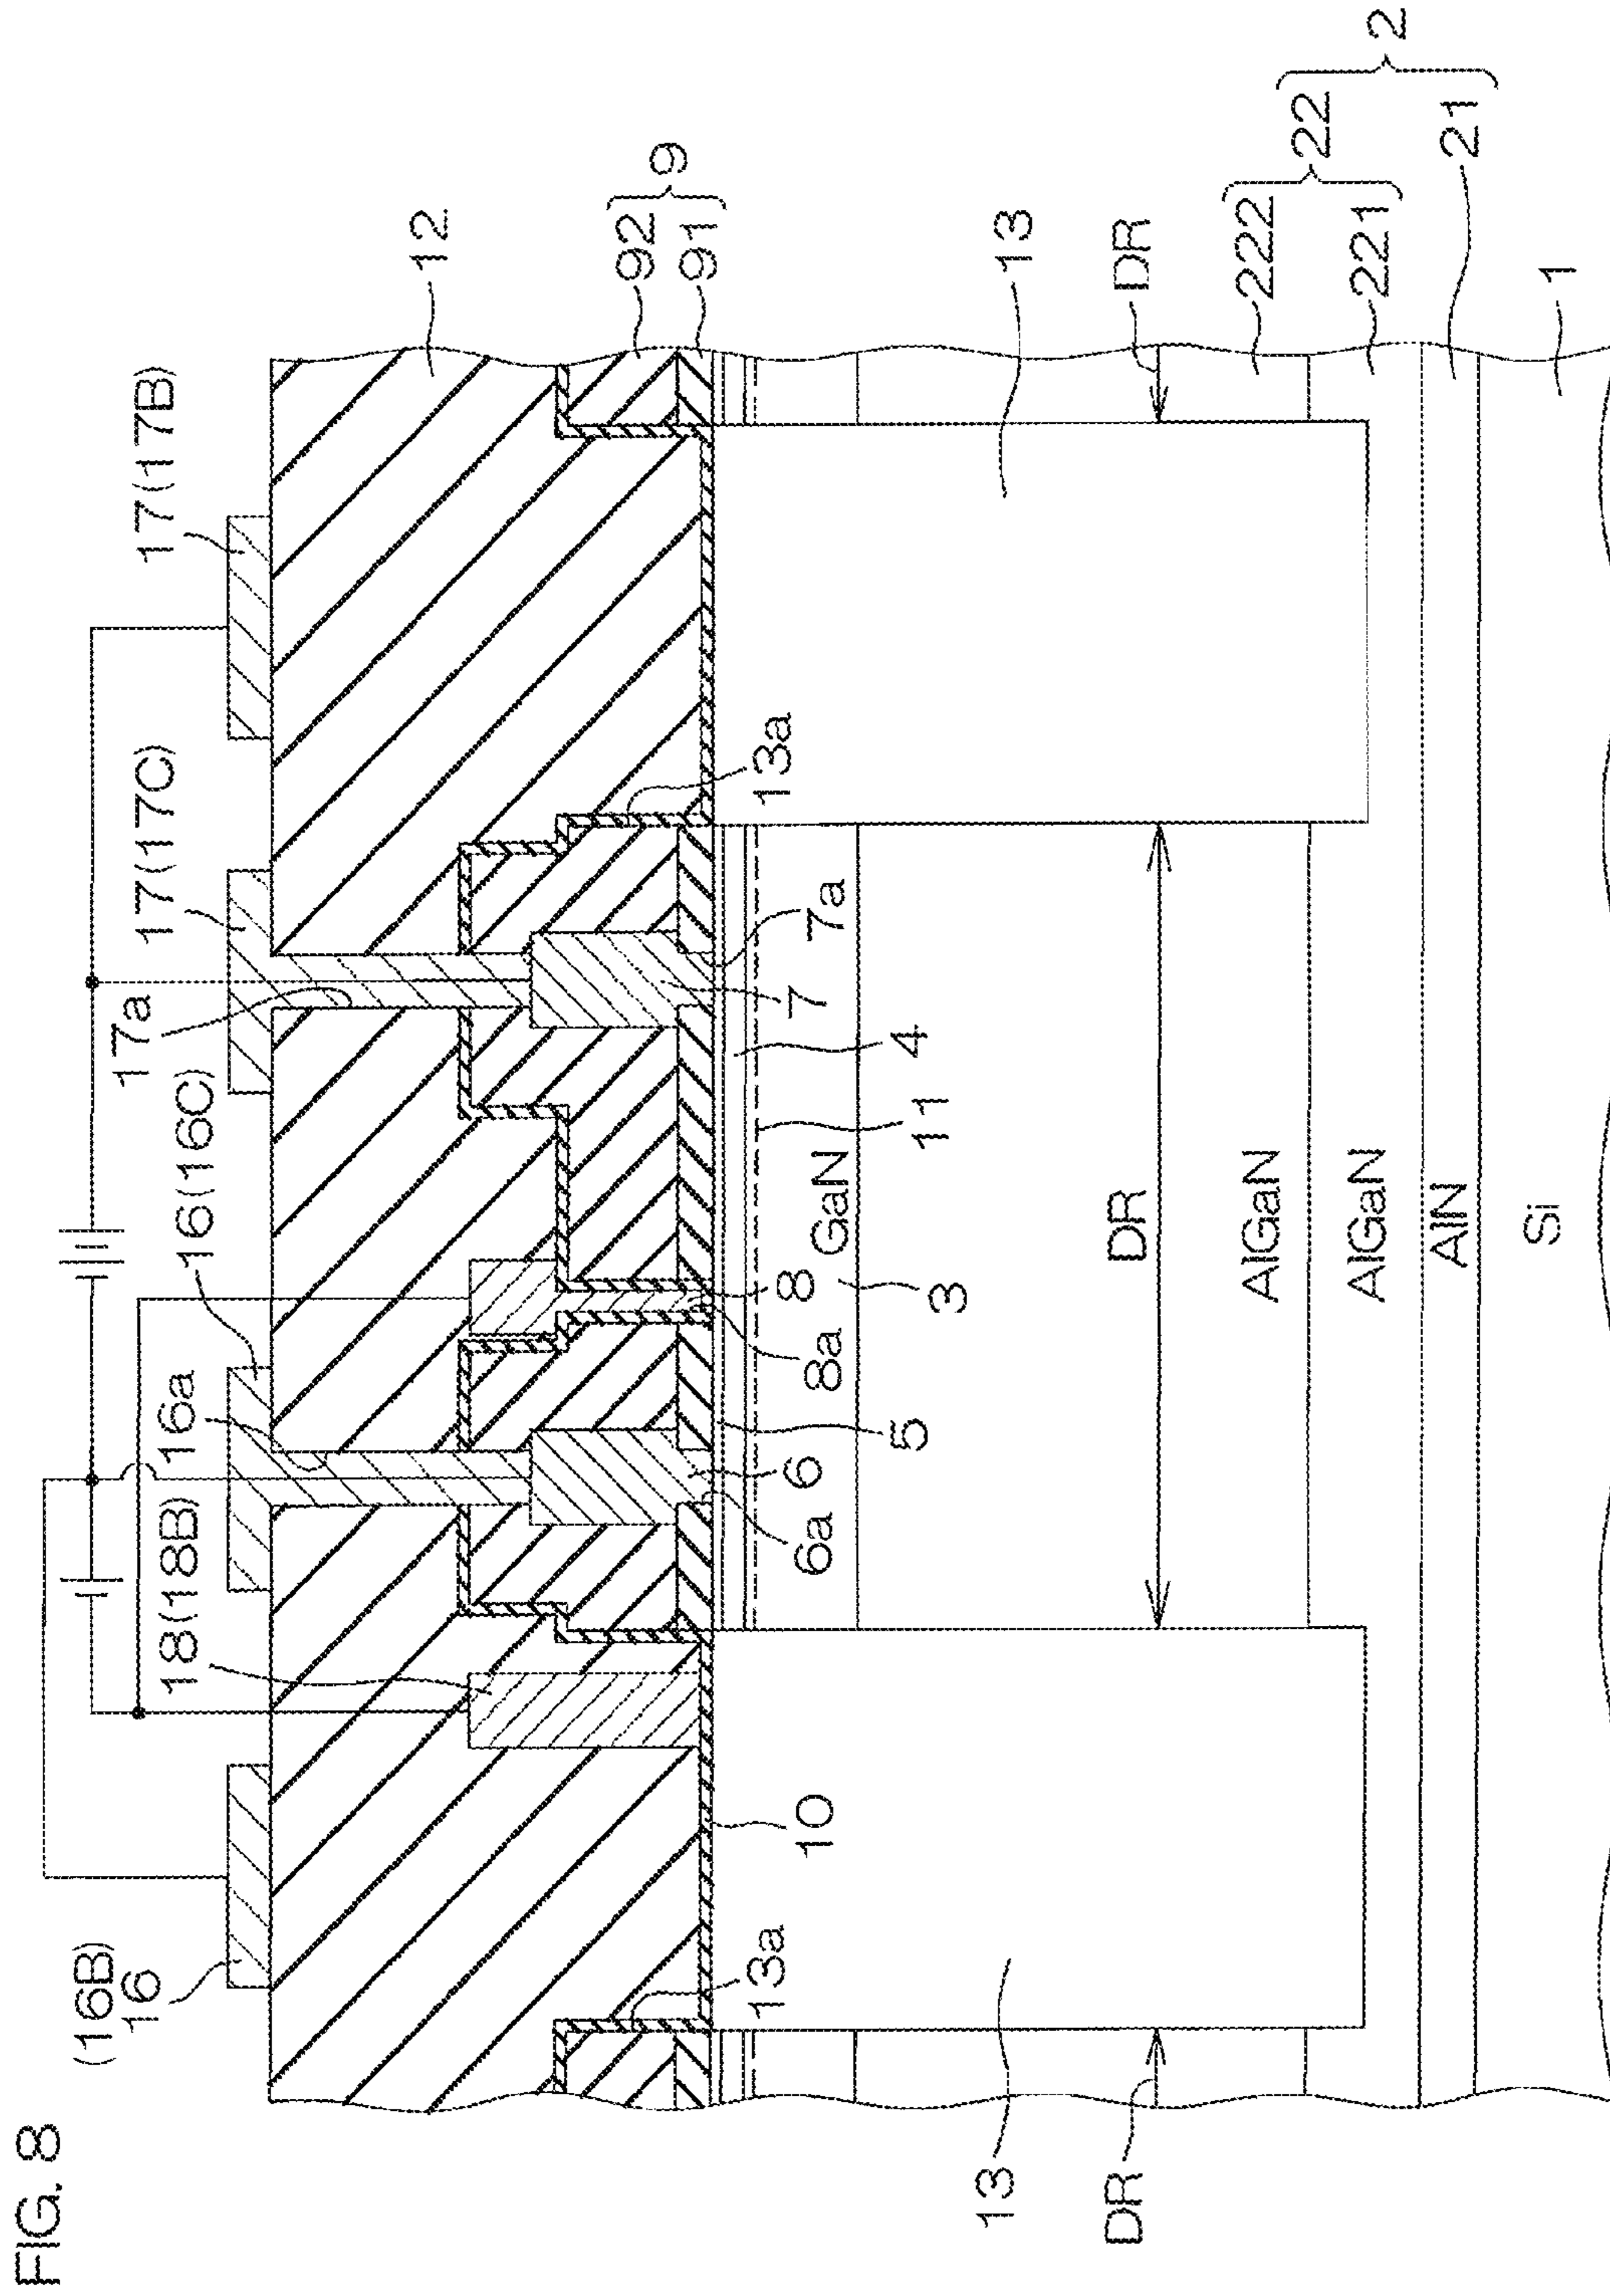 FIG. 8
(16B)
16
18(18B)
16a
16(16C)
17a
17(17C)
17(17B)
12
92
91
9
13a
10
13a
6a
6
8a
8
7
7a
5
4
11
GaN
3
13
13
DR
DR
DR
AlGaN
AlGaN
AlN
Si
222
221
22
21
2
1